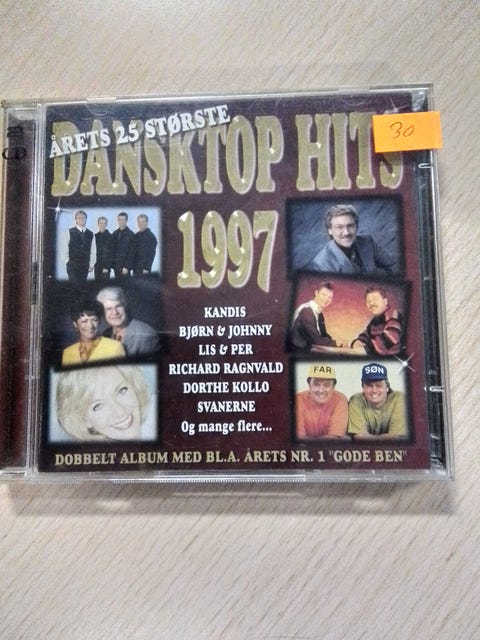 ÅRETS 25 STØRSTE
DANSKTOP HITS
30
1997
KANDIS
BJØRN & JOHNNY
LIS & PER
RICHARD RAGNVALD
DORTHE KOLLO
SVANERNE
Og mange flere...
FAR
SØN
DOBBELT ALBUM MED BL.A. ÅRETS NR. 1 "GODE BEN"
CD